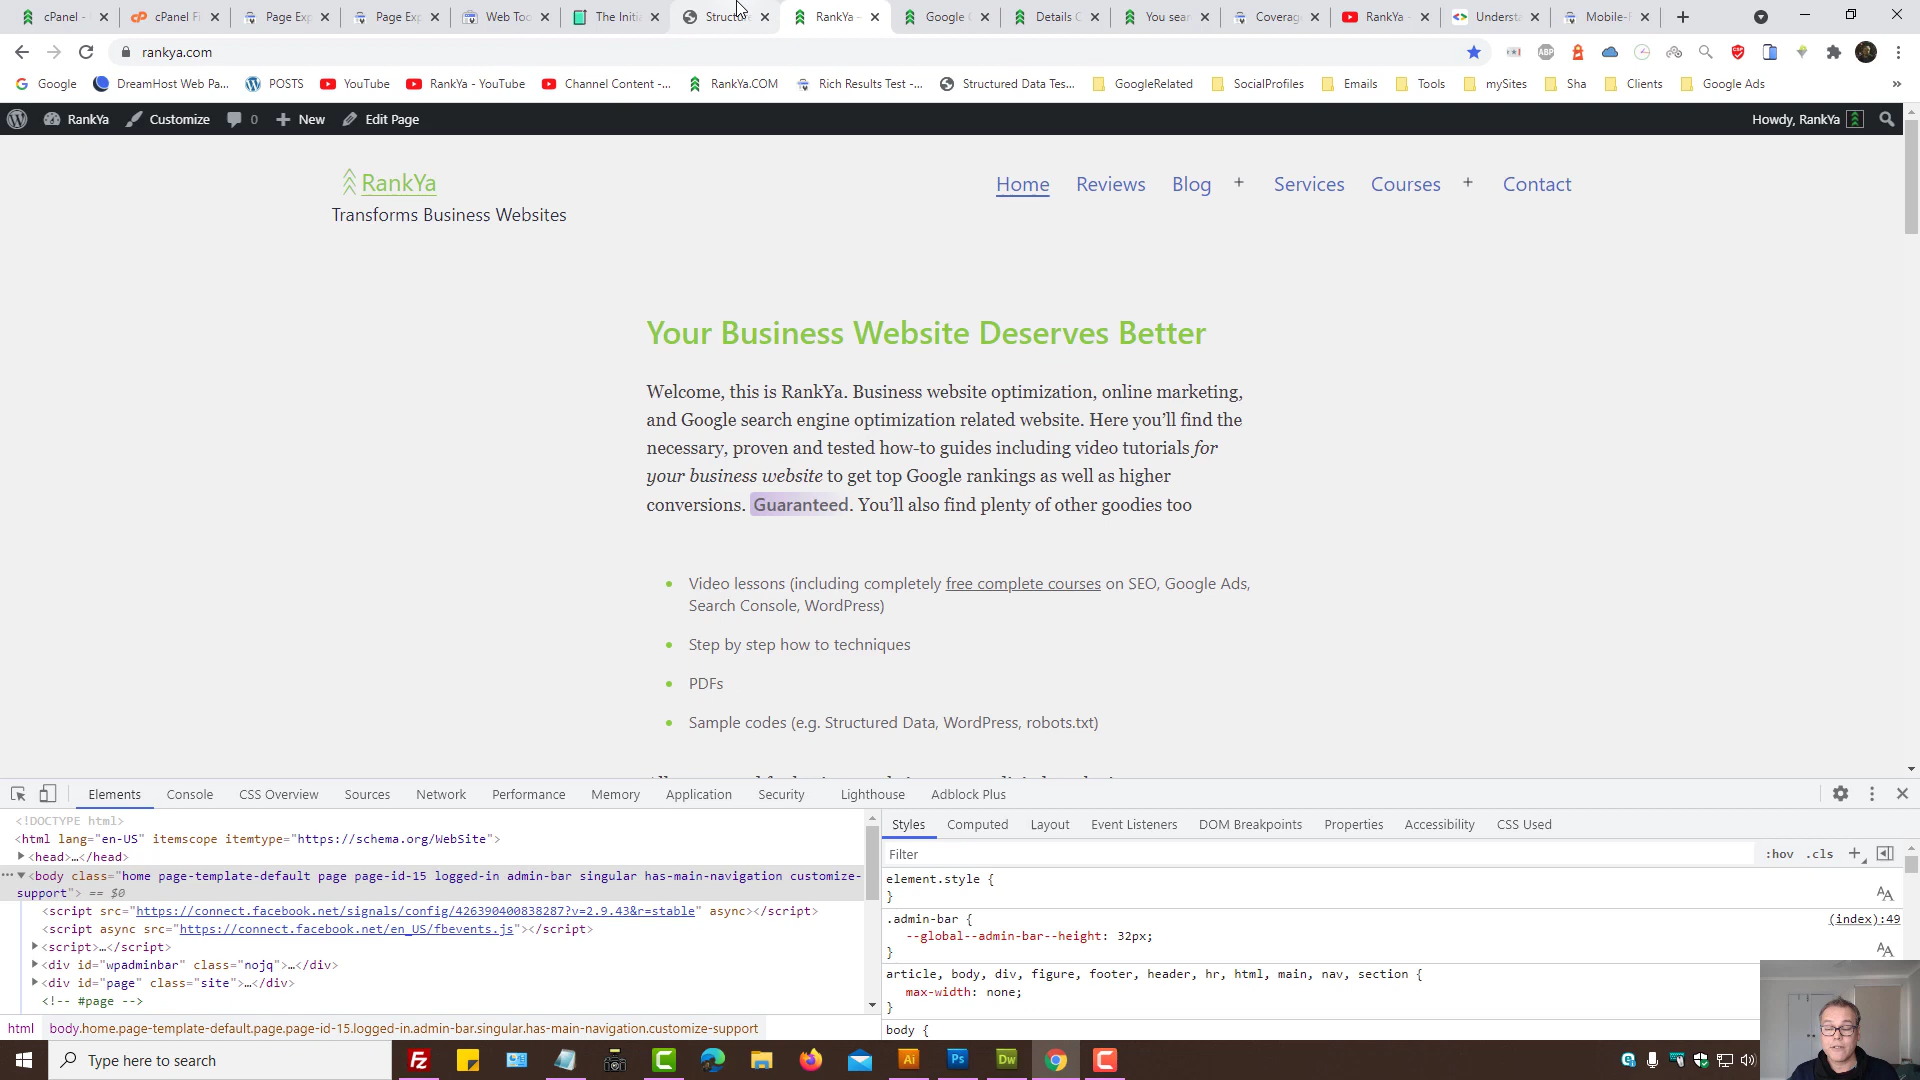 cPanel -
cPanel Fi
Page Exp
Page Exp
Web Too
The Initia
Structu
RankYa -
Google C
Details C
You sear
Coverag
RankYa -
Underst
Mobile-F
rankya.com
Google
DreamHost Web Pa...
POSTS
YouTube
RankYa - YouTube
Channel Content -...
RankYa.COM
Rich Results Test -...
Structured Data Tes...
GoogleRelated
SocialProfiles
Emails
Tools
mySites
Sha
Clients
Google Ads
»
RankYa
Customize
0
New
Edit Page
Howdy, RankYa
RankYa
Transforms Business Websites
Home
Reviews
Blog
+
Services
Courses
+
Contact
Your Business Website Deserves Better
Welcome, this is RankYa. Business website optimization, online marketing,
and Google search engine optimization related website. Here you’ll find the
necessary, proven and tested how-to guides including video tutorials for
your business website to get top Google rankings as well as higher
conversions. Guaranteed. You’ll also find plenty of other goodies too
Video lessons (including completely free complete courses on SEO, Google Ads,
Search Console, WordPress)
Step by step how to techniques
PDFs
Sample codes (e.g. Structured Data, WordPress, robots.txt)
Elements
Console
CSS Overview
Sources
Network
Performance
Memory
Application
Security
Lighthouse
Adblock Plus
<!DOCTYPE html>
<html lang="en-US" itemscope itemtype="https://schema.org/WebSite">
<head>…</head>
<body class="home page-template-default page page-id-15 logged-in admin-bar singular has-main-navigation customize-
support"> == $0
<script src="https://connect.facebook.net/signals/config/426390400838287?v=2.9.43&r=stable" async></script>
<script async src="https://connect.facebook.net/en_US/fbevents.js"></script>
<script>…</script>
<div id="wpadminbar" class="nojq">…</div>
<div id="page" class="site">…</div>
<!-- #page -->
html
body.home.page-template-default.page.page-id-15.logged-in.admin-bar.singular.has-main-navigation.customize-support
Styles
Computed
Layout
Event Listeners
DOM Breakpoints
Properties
Accessibility
CSS Used
Filter
:hov
.cls
element.style {
}
.admin-bar {
(index):49
--global--admin-bar--height: 32px;
}
article, body, div, figure, footer, header, hr, html, main, nav, section {
max-width: none;
}
body {
Type here to search